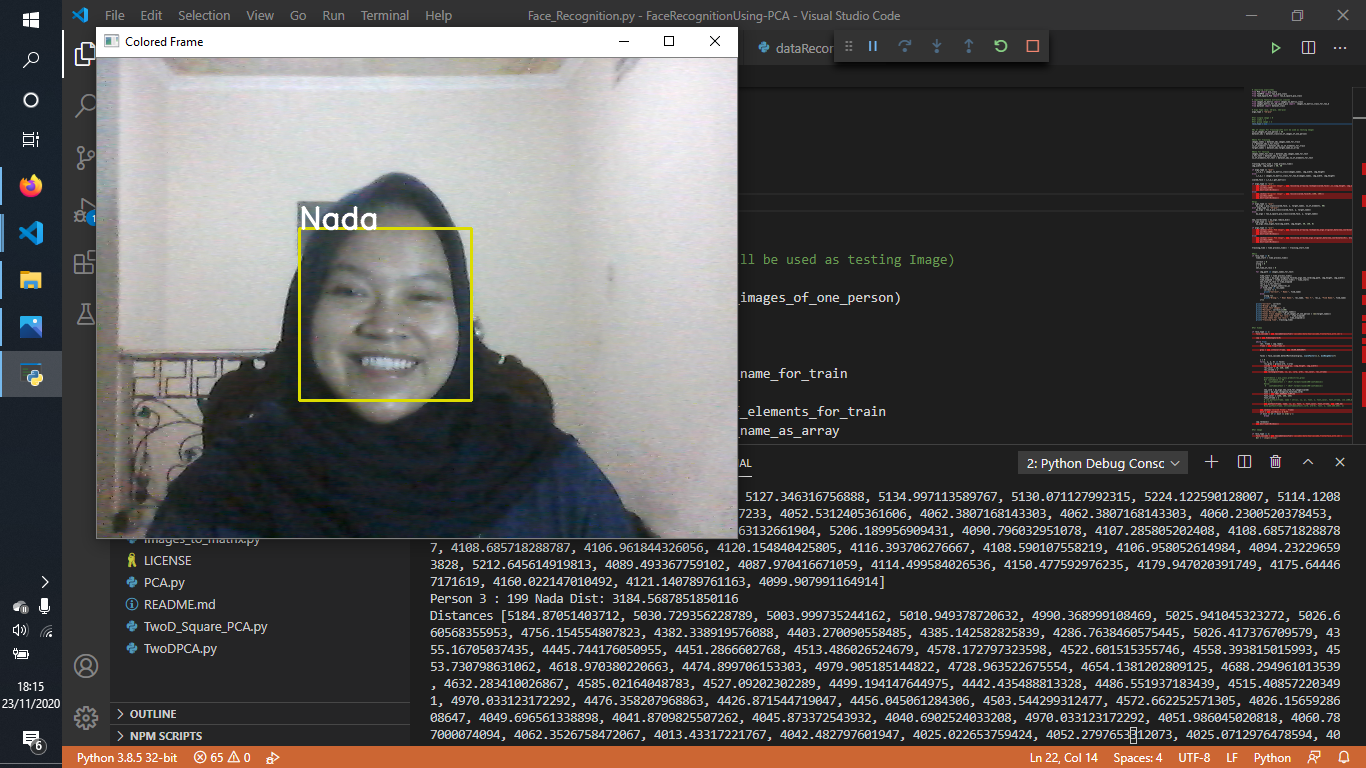 File Edit Selection View Go Run Terminal Help
Face_Recognition.py - FaceRecognitionUsing-PCA - Visual Studio Code
Colored Frame
dataRecor
Nada
ll be used as testing Image)
_images_of_one_person)
_name_for_train
_elements_for_train
_name_as_array
AL
2: Python Debug Consc
5127.346316756888, 5134.997113589767, 5130.071127992315, 5224.122590128007, 5114.1208
7233, 4052.5312405361606, 4062.3807168143303, 4062.3807168143303, 4060.2300520378453,
63132661904, 5206.189956909431, 4090.796032951078, 4107.285805202408, 4108.68571828878
7, 4108.685718288787, 4106.961844326056, 4120.154840425805, 4116.393706276667, 4108.590107558219, 4106.958052614984, 4094.23229659
3828, 5212.645614919813, 4089.493367759102, 4087.970416671059, 4114.499584026536, 4150.477592976235, 4179.947020391749, 4175.64446
7171619, 4160.022147010492, 4121.140789761163, 4099.907991164914]
Person 3 : 199 Nada Dist: 3184.5687851850116
Distances [5184.87051403712, 5030.729356228789, 5003.999735244162, 5010.949378720632, 4990.368999108469, 5025.941045323272, 5026.6
60568355953, 4756.154554807823, 4382.338919576088, 4403.270090558485, 4385.142582825839, 4286.7638460575445, 5026.417376709579, 43
55.16705037435, 4445.744176050955, 4451.2866602768, 4513.486026524679, 4578.172797323598, 4522.601515355746, 4558.393815015993, 45
53.730798631062, 4618.970380220663, 4474.899706153303, 4979.905185144822, 4728.963522675554, 4654.1381202809125, 4688.294961013539
, 4632.283410026867, 4585.02164048783, 4527.09202302289, 4499.194147644975, 4442.435488813328, 4486.551937183439, 4515.40857220349
1, 4970.033123172292, 4476.358207968863, 4426.871544719047, 4456.045061284306, 4503.544299312477, 4572.662252571305, 4026.15659286
08647, 4049.696561338898, 4041.8709825507262, 4045.873372543932, 4040.6902524033208, 4970.033123172292, 4051.986045020818, 4060.78
7000074094, 4062.3526758472067, 4013.43317221767, 4042.482797601947, 4025.022653759424, 4052.2797653212073, 4025.0712976478594, 40
images_to_matrix.py
LICENSE
PCA.py
README.md
TwoD_Square_PCA.py
TwoDPCA.py
OUTLINE
NPM SCRIPTS
1
18:15
23/11/2020
6
Python 3.8.5 32-bit 65 0
Ln 22, Col 14 Spaces: 4 UTF-8 LF Python